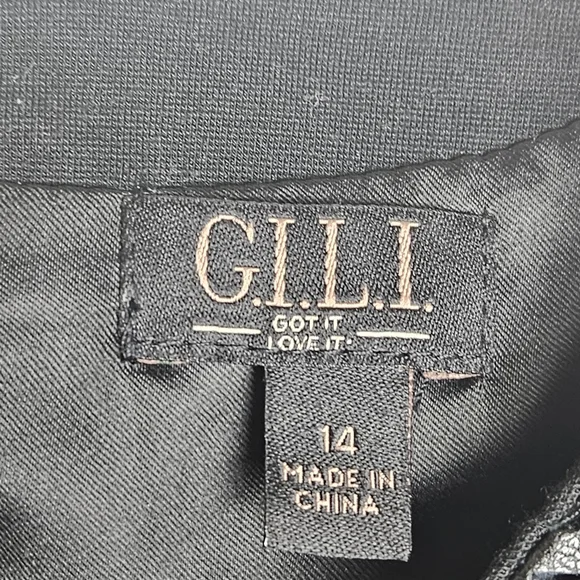 G.I.L.I.
GOT IT
LOVE IT
14
MADE IN
CHINA